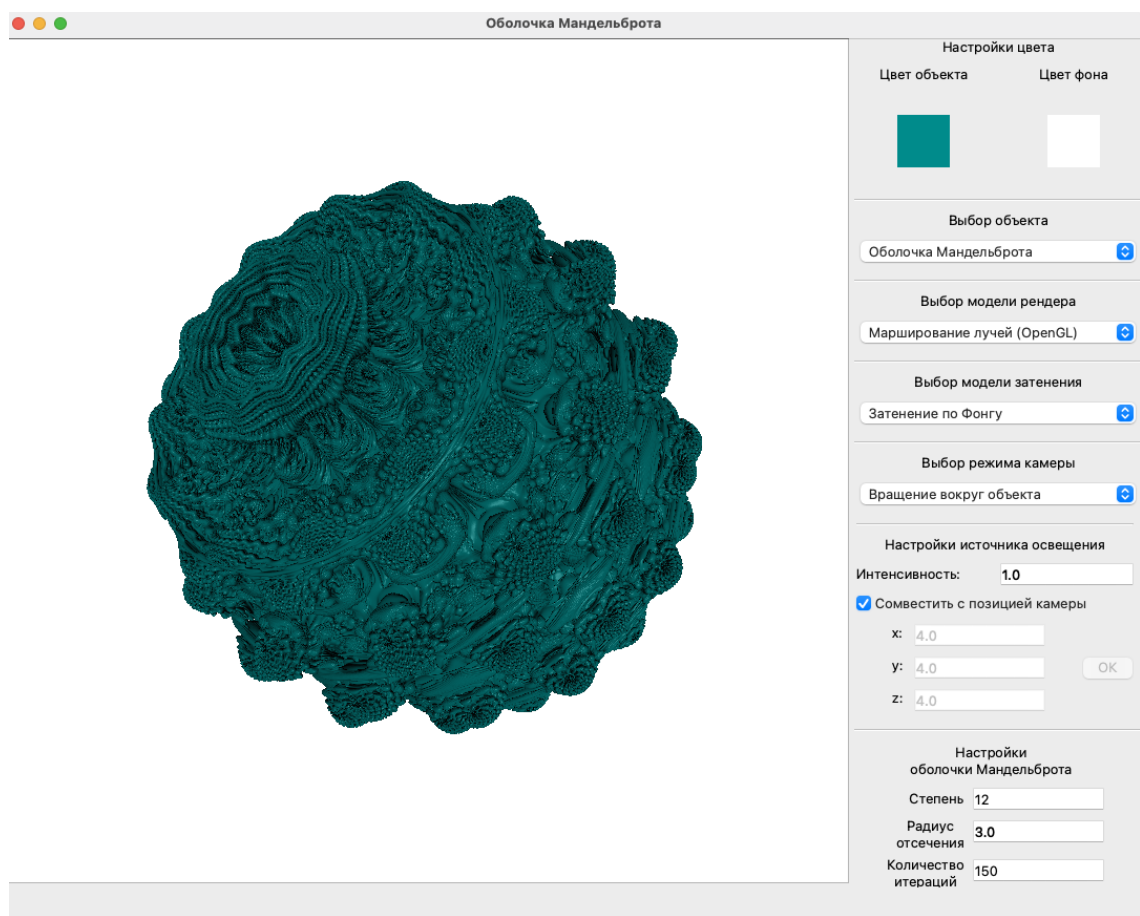 Оболочка Мандельброта
Настройки цвета
Цвет объекта Цвет фона
Выбор объекта
Оболочка Мандельброта
Выбор модели рендера
Марширование лучей (OpenGL)
Выбор модели затенения
Затенение по Фонгу
Выбор режима камеры
Вращение вокруг объекта
Настройки источника освещения
Интенсивность: 1.0
Сомвестить с позицией камеры
x: 4.0
y: 4.0 OK
z: 4.0
Настройки
оболочки Мандельброта
Степень 12
Радиус
отсечения 3.0
Количество
итераций 150